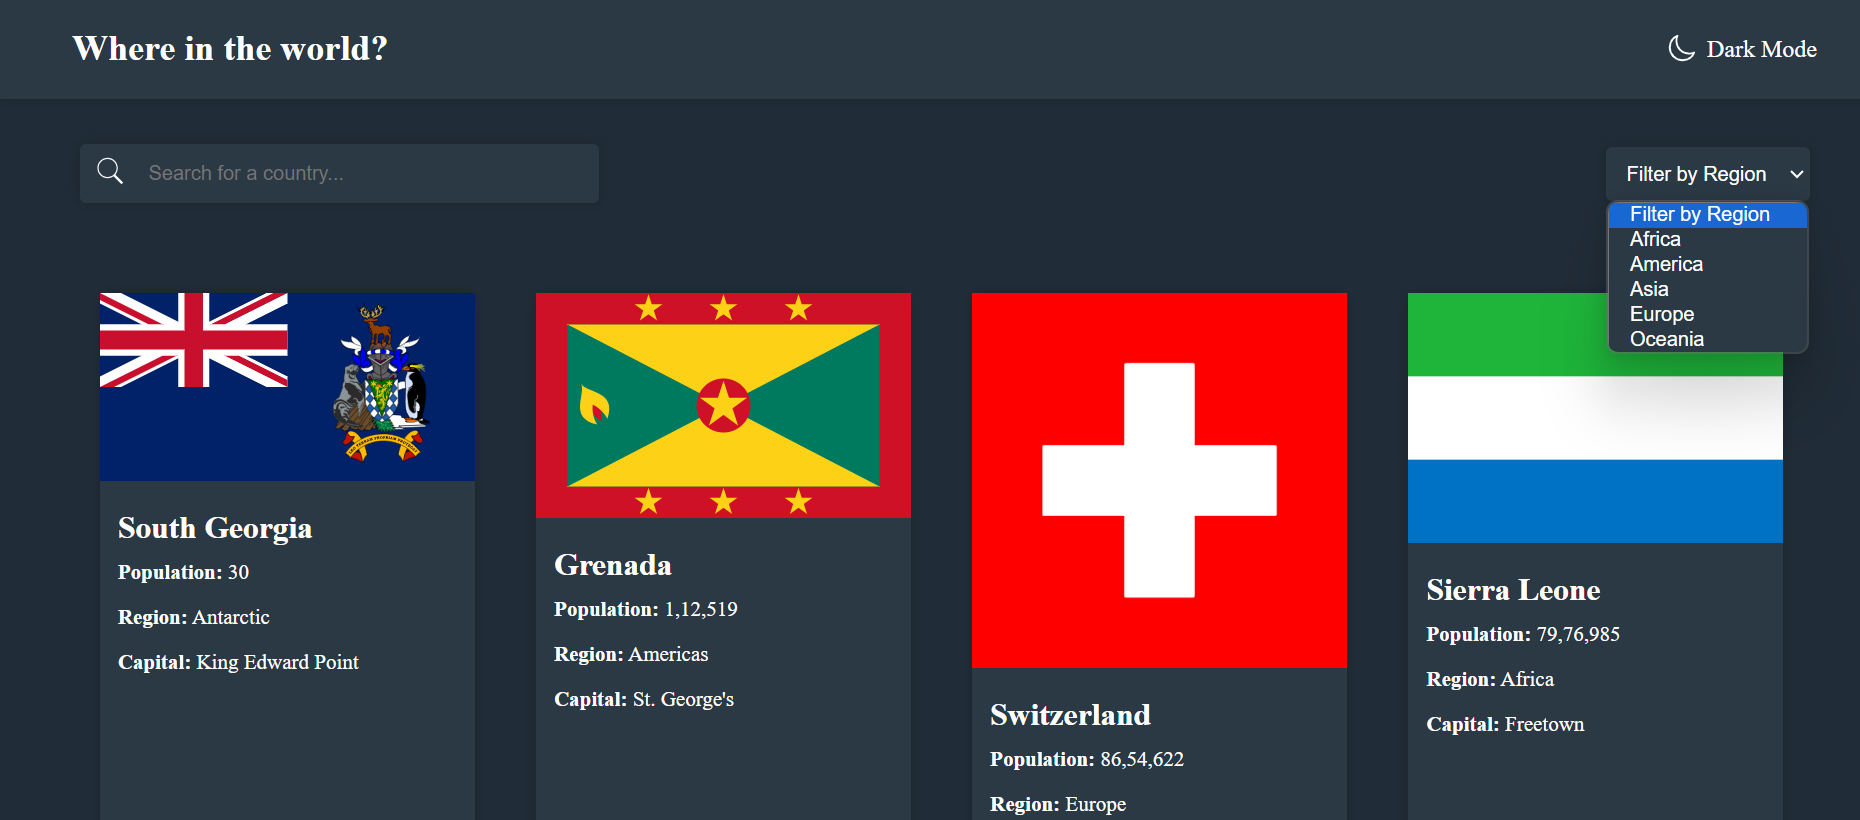 Where in the world?
Dark Mode
Search for a country...
Filter by Region
Filter by Region
Africa
America
Asia
Europe
Oceania
South Georgia
Population: 30
Region: Antarctic
Capital: King Edward Point
Grenada
Population: 1,12,519
Region: Americas
Capital: St. George's
Switzerland
Population: 86,54,622
Region: Europe
Sierra Leone
Population: 79,76,985
Region: Africa
Capital: Freetown